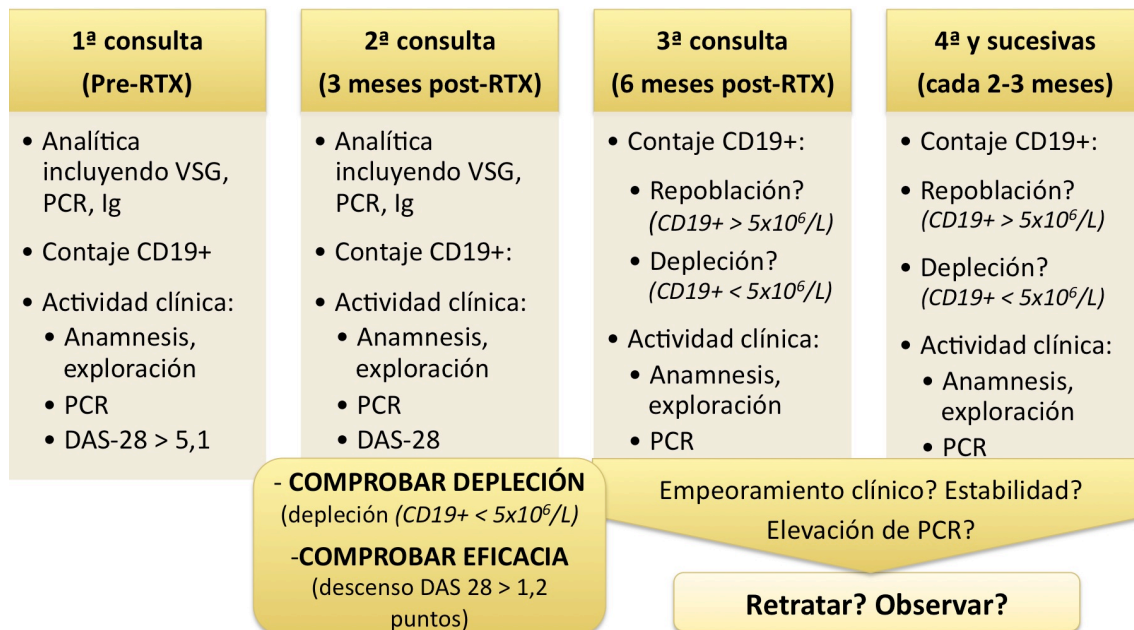 1ª consulta
(Pre-RTX)
• Analítica
incluyendo VSG,
PCR, Ig
• Contaje CD19+
• Actividad clínica:
• Anamnesis,
exploración
• PCR
• DAS-28 > 5,1
2ª consulta
(3 meses post-RTX)
• Analítica
incluyendo VSG,
PCR, Ig
• Contaje CD19+:
• Actividad clínica:
• Anamnesis,
exploración
• PCR
• DAS-28
- COMPROBAR DEPLECIÓN
(depleción (CD19+ < 5x10⁶/L)
-COMPROBAR EFICACIA
(descenso DAS 28 > 1,2
puntos)
3ª consulta
(6 meses post-RTX)
• Contaje CD19+:
• Repoblación?
(CD19+ > 5x10⁶/L)
• Depleción?
(CD19+ < 5x10⁶/L)
• Actividad clínica:
• Anamnesis,
exploración
• PCR
4ª y sucesivas
(cada 2-3 meses)
• Contaje CD19+:
• Repoblación?
(CD19+ > 5x10⁶/L)
• Depleción?
(CD19+ < 5x10⁶/L)
• Actividad clínica:
• Anamnesis,
exploración
• PCR
Empeoramiento clínico? Estabilidad?
Elevación de PCR?
Retratar? Observar?